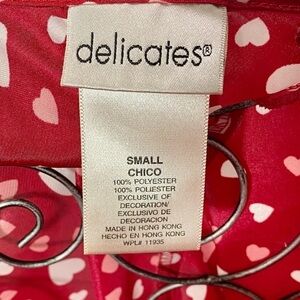 delicates®
SMALL
CHICO
100% POLYESTER
100% POLIESTER
EXCLUSIVE OF
DECORATION/
EXCLUSIVO DE
DECORACION
MADE IN HONG KONG
HECHO EN HONG KONG
WPL# 11935